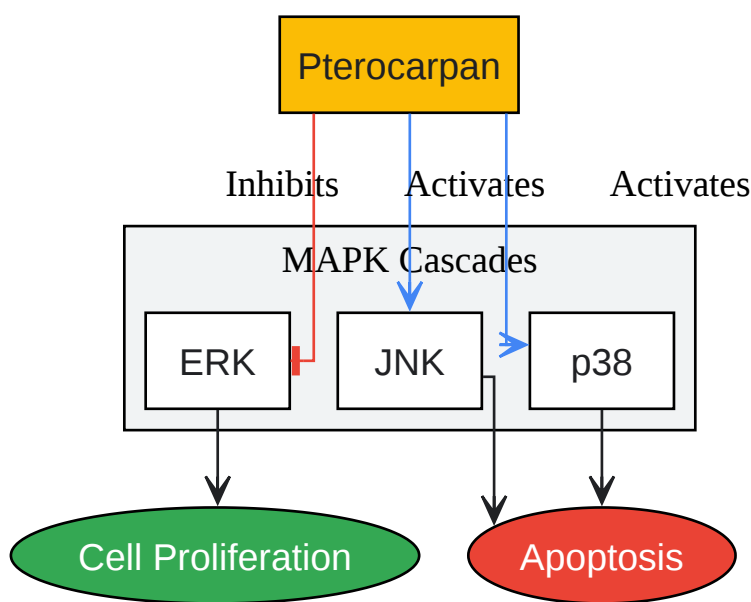 Pterocarpan
Inhibits Activates Activates
MAPK Cascades
ERK JNK p38
Cell Proliferation Apoptosis